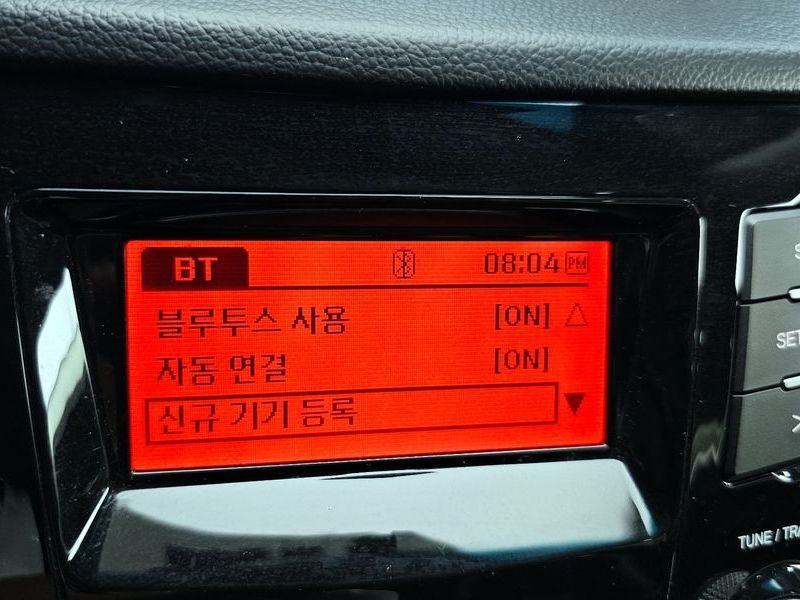 BT 08:04 PM
블루투스 사용 [ON]
자동 연결 [ON]
신규 기기 등록
TUNE / TRA